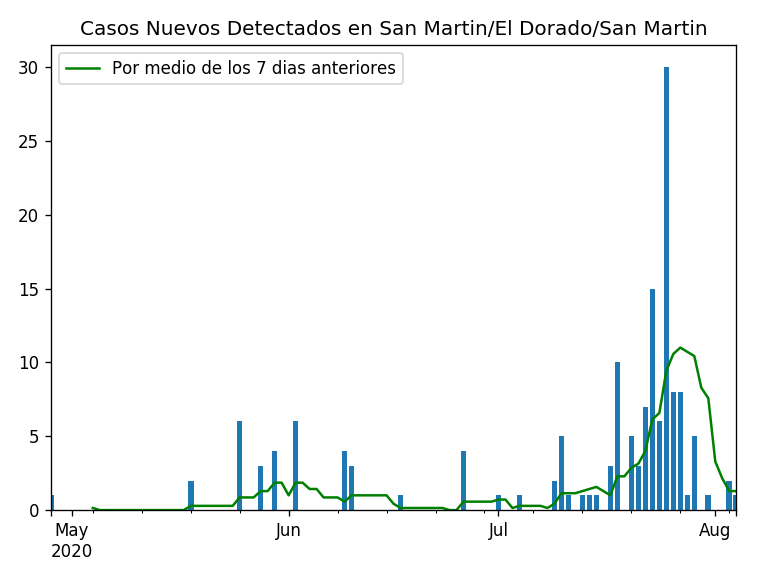 Casos Nuevos Detectados en San Martin/El Dorado/San Martin
Por medio de los 7 dias anteriores
30
25
20
15
10
5
0
May Jun Jul Aug
2020